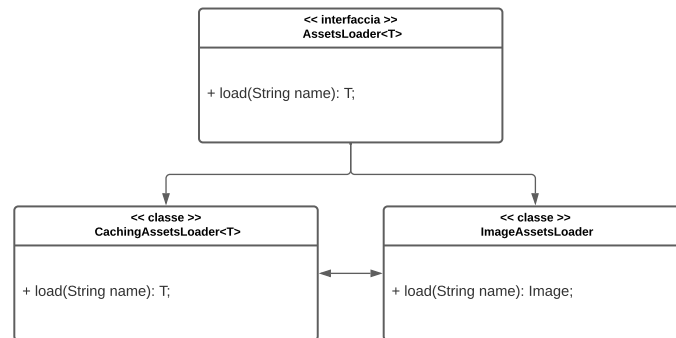 << interfaccia >>
AssetsLoader<T>
+ load(String name): T;
<< classe >>
CachingAssetsLoader<T>
+ load(String name): T;
<< classe >>
ImageAssetsLoader
+ load(String name): Image;